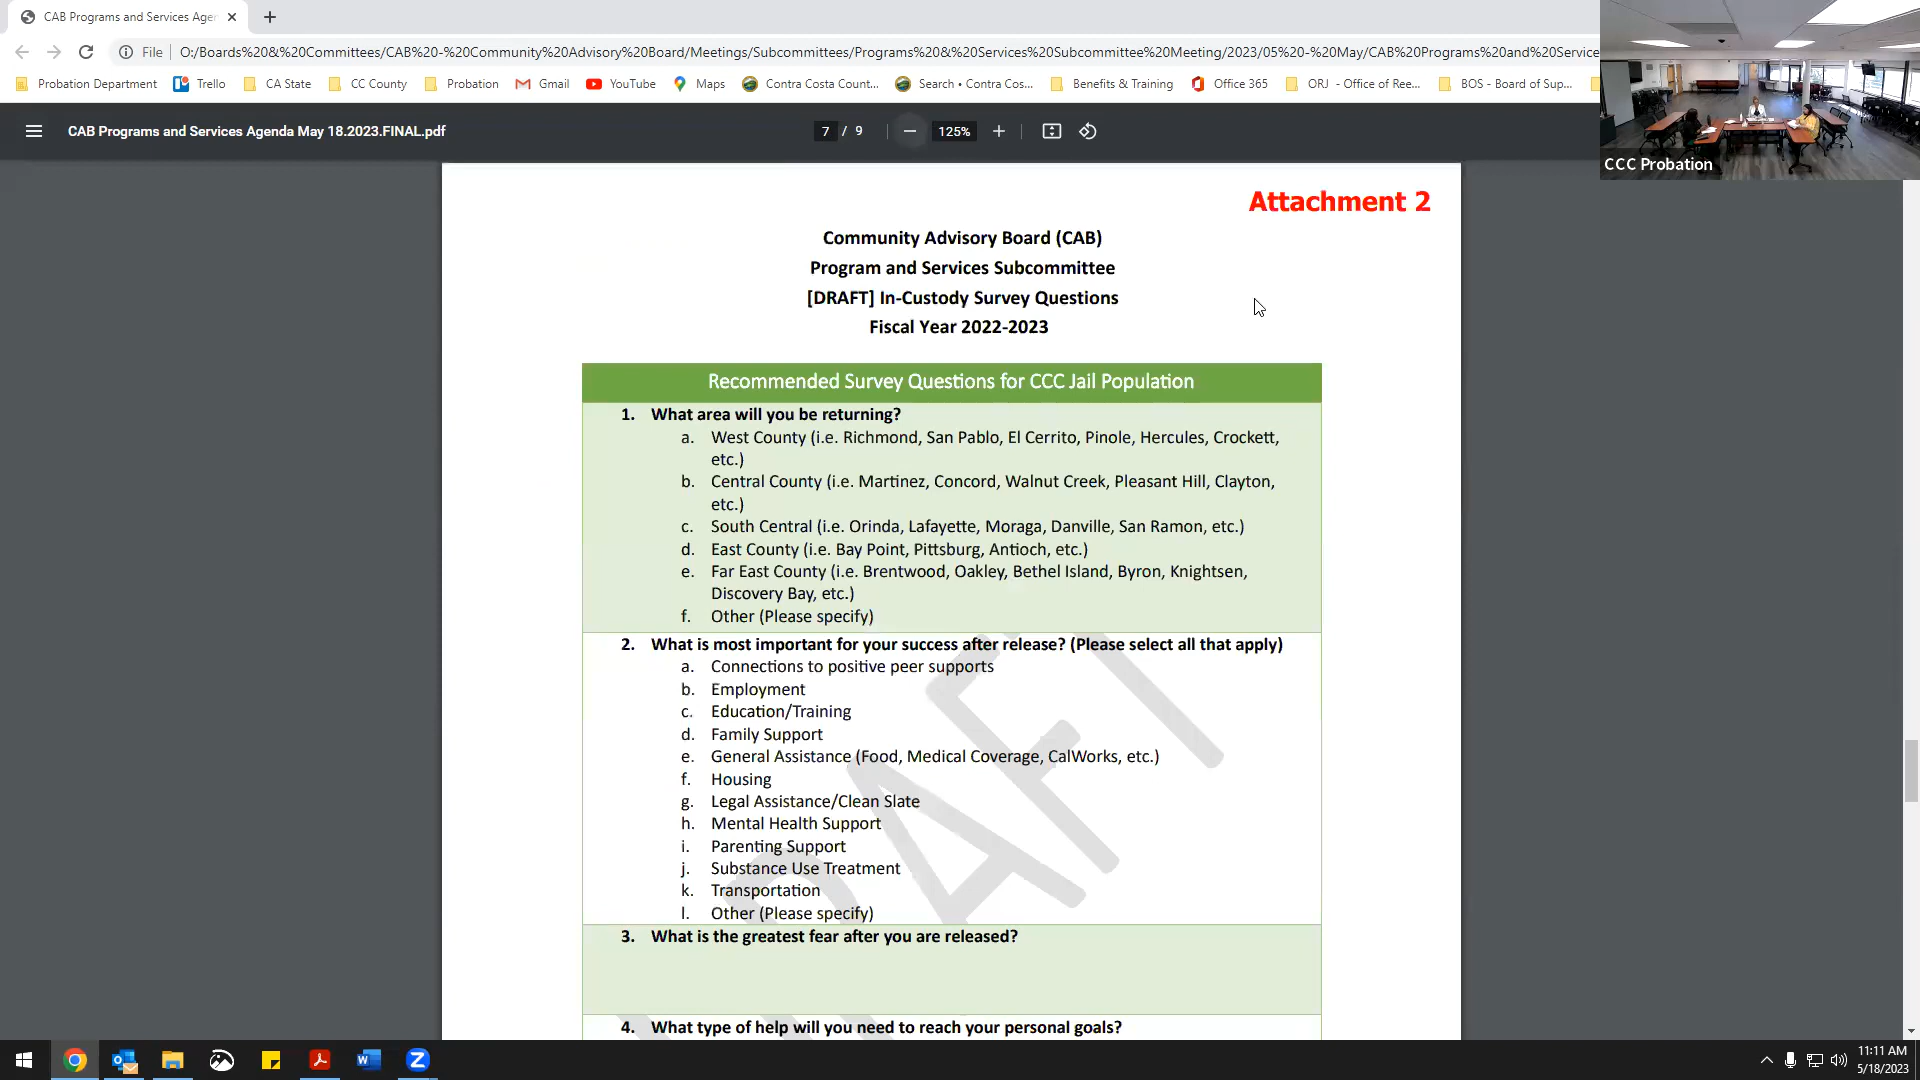 CAB Programs and Services Agen
File O:/Boards%20&%20Committees/CAB%20-%20Community%20Advisory%20Board/Meetings/Subcommittees/Programs%20&%20Services%20Subcommittee%20Meeting/2023/05%20-%20May/CAB%20Programs%20and%20Service
Probation Department Trello CA State CC County Probation Gmail YouTube Maps Contra Costa Count... Search • Contra Cos... Benefits & Training Office 365 ORJ - Office of Ree... BOS - Board of Sup...
CAB Programs and Services Agenda May 18.2023.FINAL.pdf 7 / 9 125%
CCC Probation
Attachment 2
Community Advisory Board (CAB)
Program and Services Subcommittee
[DRAFT] In-Custody Survey Questions
Fiscal Year 2022-2023
Recommended Survey Questions for CCC Jail Population
1. What area will you be returning?
a. West County (i.e. Richmond, San Pablo, El Cerrito, Pinole, Hercules, Crockett,
etc.)
b. Central County (i.e. Martinez, Concord, Walnut Creek, Pleasant Hill, Clayton,
etc.)
c. South Central (i.e. Orinda, Lafayette, Moraga, Danville, San Ramon, etc.)
d. East County (i.e. Bay Point, Pittsburg, Antioch, etc.)
e. Far East County (i.e. Brentwood, Oakley, Bethel Island, Byron, Knightsen,
Discovery Bay, etc.)
f. Other (Please specify)
2. What is most important for your success after release? (Please select all that apply)
a. Connections to positive peer supports
b. Employment
c. Education/Training
d. Family Support
e. General Assistance (Food, Medical Coverage, CalWorks, etc.)
f. Housing
g. Legal Assistance/Clean Slate
h. Mental Health Support
i. Parenting Support
j. Substance Use Treatment
k. Transportation
l. Other (Please specify)
3. What is the greatest fear after you are released?
4. What type of help will you need to reach your personal goals?
DRAFT
11:11 AM
5/18/2023